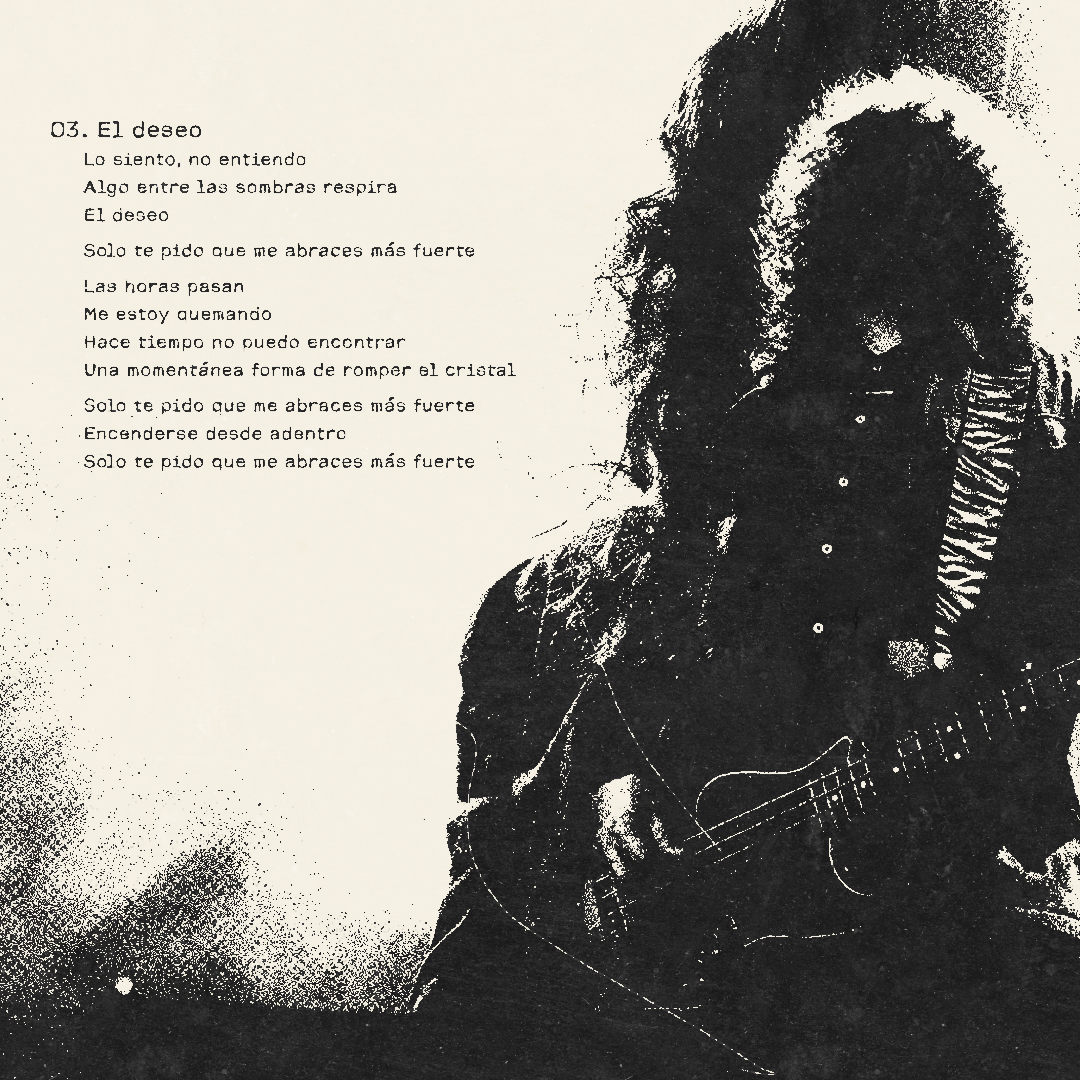 03. El deseo
Lo siento, no entiendo
Algo entre las sombras respira
El deseo
Solo te pido que me abraces más fuerte
Las horas pasan
Me estoy quemando
Hace tiempo no puedo encontrar
Una momentánea forma de romper el cristal
Solo te pido que me abraces más fuerte
Encenderse desde adentro
Solo te pido que me abraces más fuerte